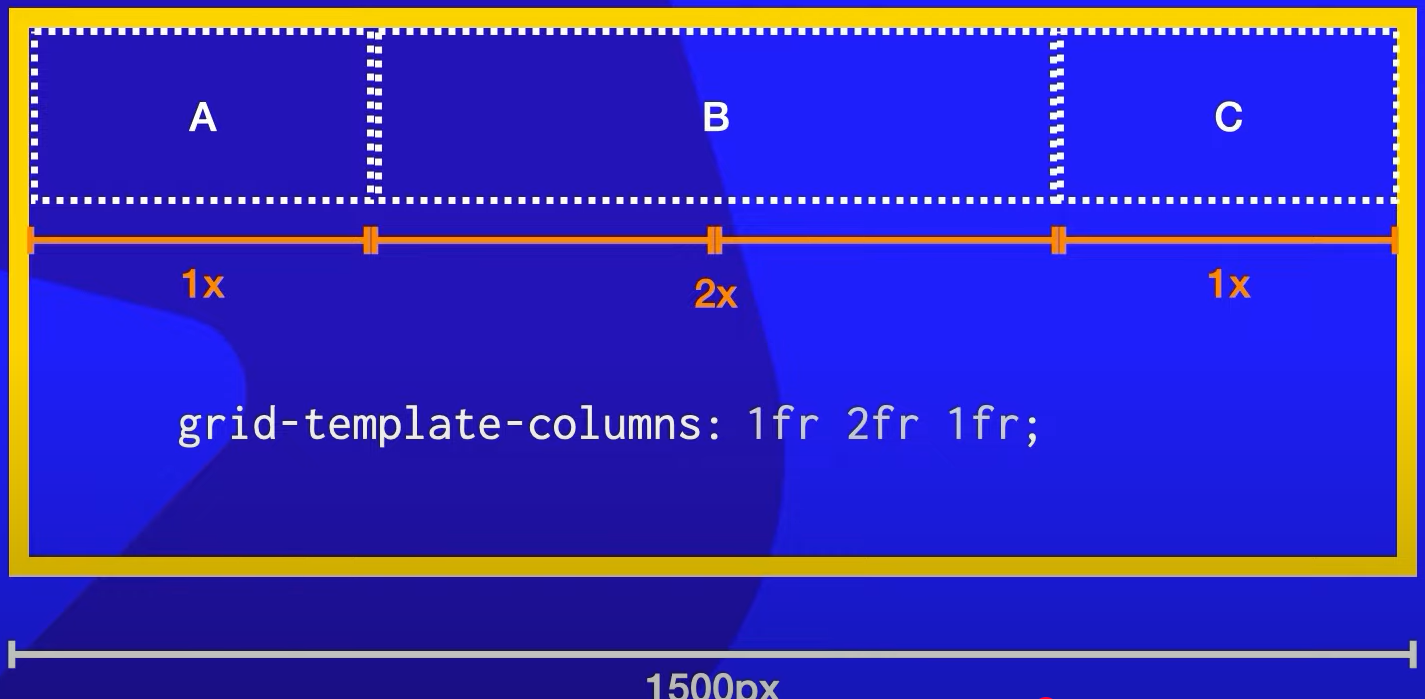 A B C
1x 2x 1x
grid-template-columns: 1fr 2fr 1fr;
1500px